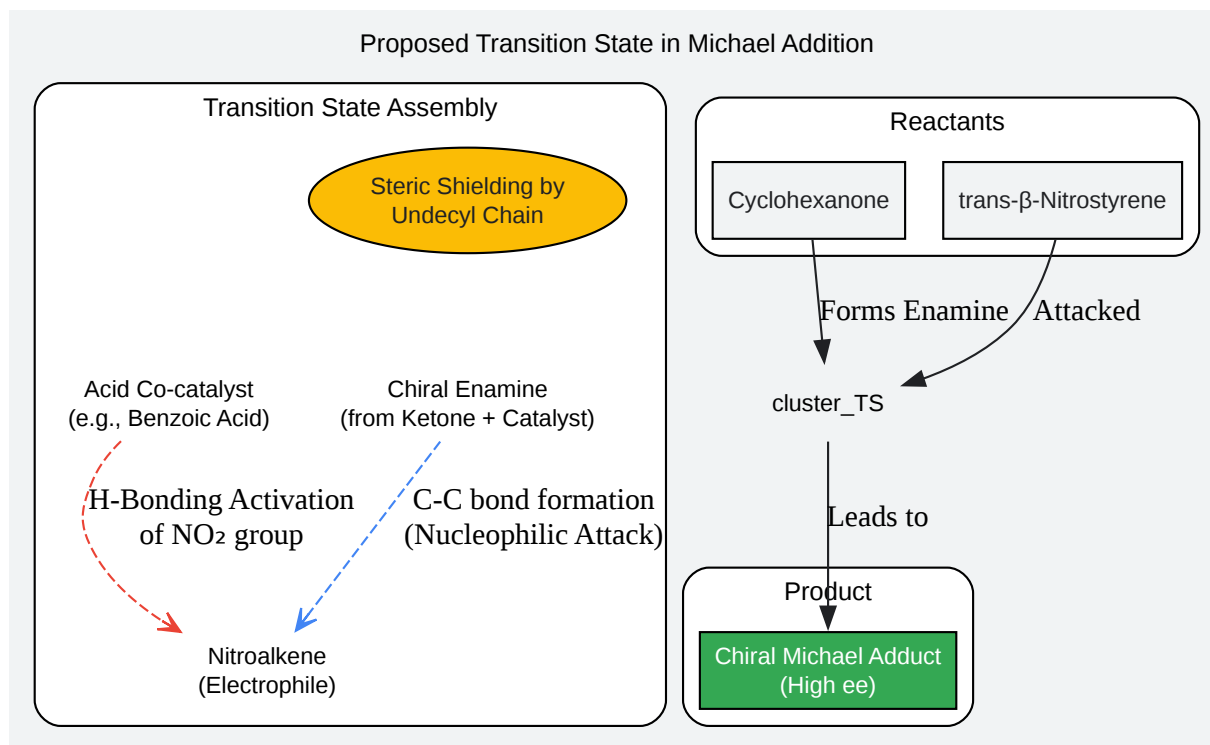 Proposed Transition State in Michael Addition
Transition State Assembly
Steric Shielding by
Undecyl Chain
Acid Co-catalyst
(e.g., Benzoic Acid)
Chiral Enamine
(from Ketone + Catalyst)
H-Bonding Activation
of NO₂ group
C-C bond formation
(Nucleophilic Attack)
Nitroalkene
(Electrophile)
Reactants
Cyclohexanone
trans-β-Nitrostyrene
Forms Enamine
Attacked
cluster_TS
Leads to
Product
Chiral Michael Adduct
(High ee)